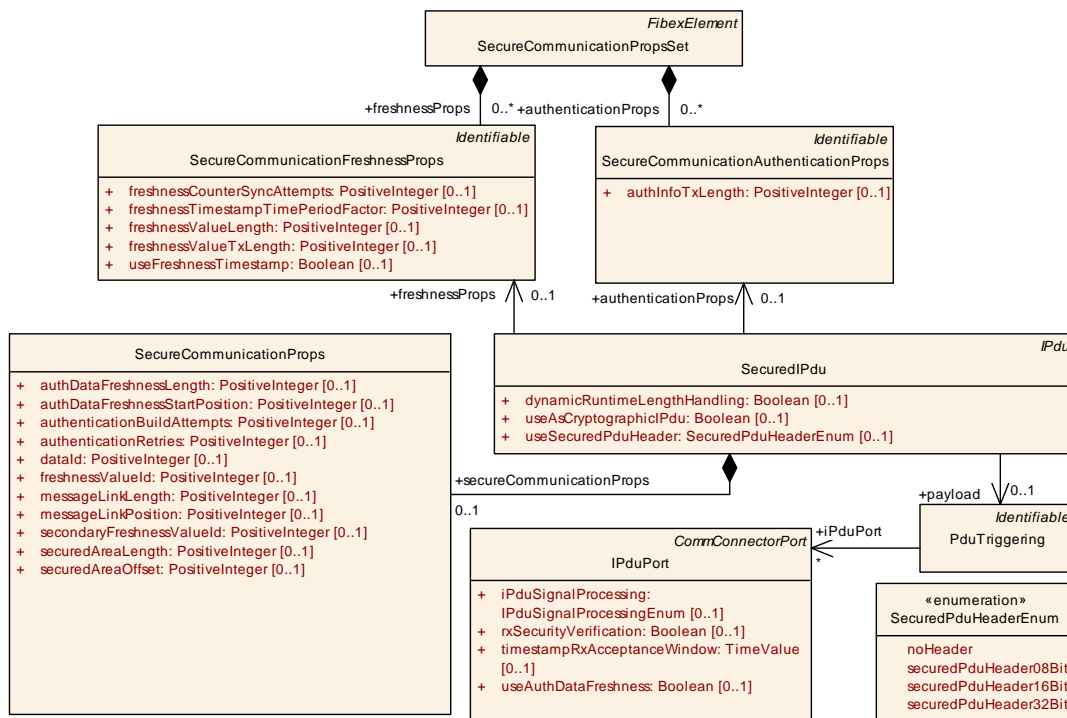 FibexElement
SecureCommunicationPropsSet
+freshnessProps 0..* +authenticationProps 0..*
Identifiable
SecureCommunicationFreshnessProps
+ freshnessCounterSyncAttempts: PositiveInteger [0..1]
+ freshnessTimestampTimePeriodFactor: PositiveInteger [0..1]
+ freshnessValueLength: PositiveInteger [0..1]
+ freshnessValueTxLength: PositiveInteger [0..1]
+ useFreshnessTimestamp: Boolean [0..1]
Identifiable
SecureCommunicationAuthenticationProps
+ authInfoTxLength: PositiveInteger [0..1]
+freshnessProps 0..1
+authenticationProps 0..1
SecureCommunicationProps
+ authDataFreshnessLength: PositiveInteger [0..1]
+ authDataFreshnessStartPosition: PositiveInteger [0..1]
+ authenticationBuildAttempts: PositiveInteger [0..1]
+ authenticationRetries: PositiveInteger [0..1]
+ dataId: PositiveInteger [0..1]
+ freshnessValueId: PositiveInteger [0..1]
+ messageLinkLength: PositiveInteger [0..1]
+ messageLinkPosition: PositiveInteger [0..1]
+ secondaryFreshnessValueId: PositiveInteger [0..1]
+ securedAreaLength: PositiveInteger [0..1]
+ securedAreaOffset: PositiveInteger [0..1]
IPdu
SecuredIPdu
+ dynamicRuntimeLengthHandling: Boolean [0..1]
+ useAsCryptographicIPdu: Boolean [0..1]
+ useSecuredPduHeader: SecuredPduHeaderEnum [0..1]
+secureCommunicationProps
0..1
+payload 0..1
Identifiable
PduTriggering
+iPduPort
*
CommConnectorPort
IPduPort
+ iPduSignalProcessing:
IPduSignalProcessingEnum [0..1]
+ rxSecurityVerification: Boolean [0..1]
+ timestampRxAcceptanceWindow: TimeValue
[0..1]
+ useAuthDataFreshness: Boolean [0..1]
«enumeration»
SecuredPduHeaderEnum
noHeader
securedPduHeader08Bit
securedPduHeader16Bit
securedPduHeader32Bit